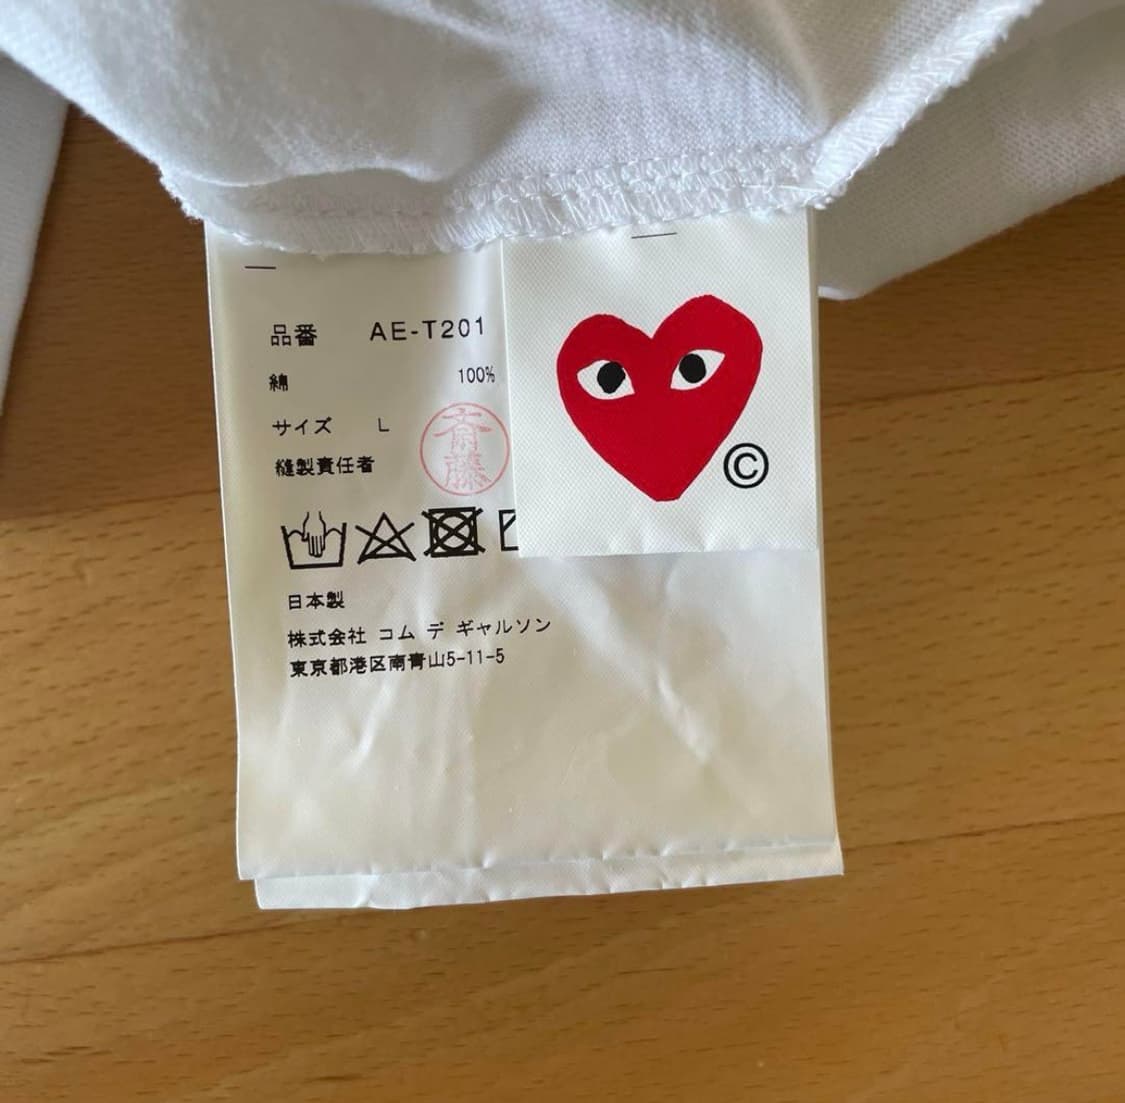 品番 AE-T201
綿 100%
サイズ L
縫製責任者 斎藤
日本製
株式会社 コム デ ギャルソン
東京都港区南青山5-11-5
©